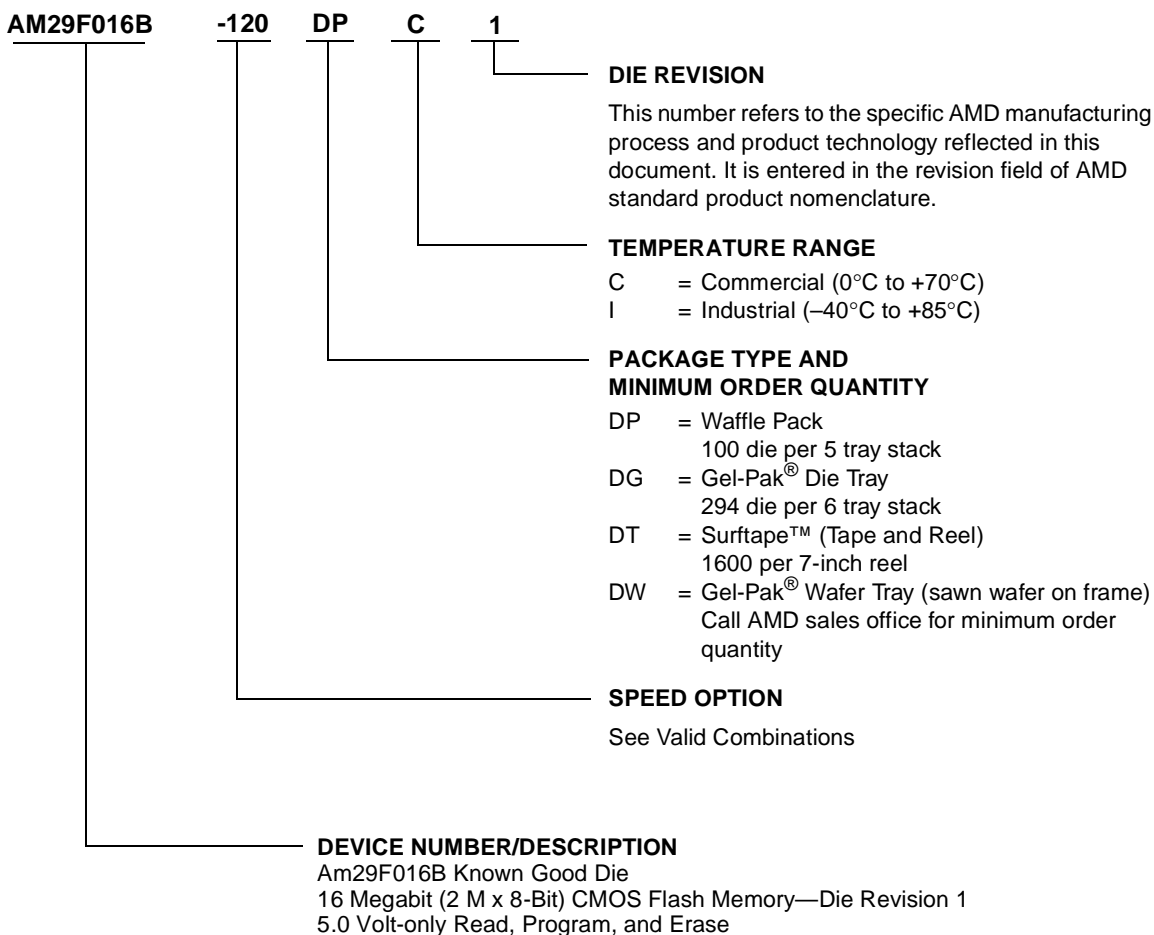 AM29F016B -120 DP C 1
DIE REVISION
This number refers to the specific AMD manufacturing
process and product technology reflected in this
document. It is entered in the revision field of AMD
standard product nomenclature.
TEMPERATURE RANGE
C = Commercial (0°C to +70°C)
I = Industrial (–40°C to +85°C)
PACKAGE TYPE AND
MINIMUM ORDER QUANTITY
DP = Waffle Pack
100 die per 5 tray stack
DG = Gel-Pak® Die Tray
294 die per 6 tray stack
DT = Surftape™ (Tape and Reel)
1600 per 7-inch reel
DW = Gel-Pak® Wafer Tray (sawn wafer on frame)
Call AMD sales office for minimum order
quantity
SPEED OPTION
See Valid Combinations
DEVICE NUMBER/DESCRIPTION
Am29F016B Known Good Die
16 Megabit (2 M x 8-Bit) CMOS Flash Memory—Die Revision 1
5.0 Volt-only Read, Program, and Erase